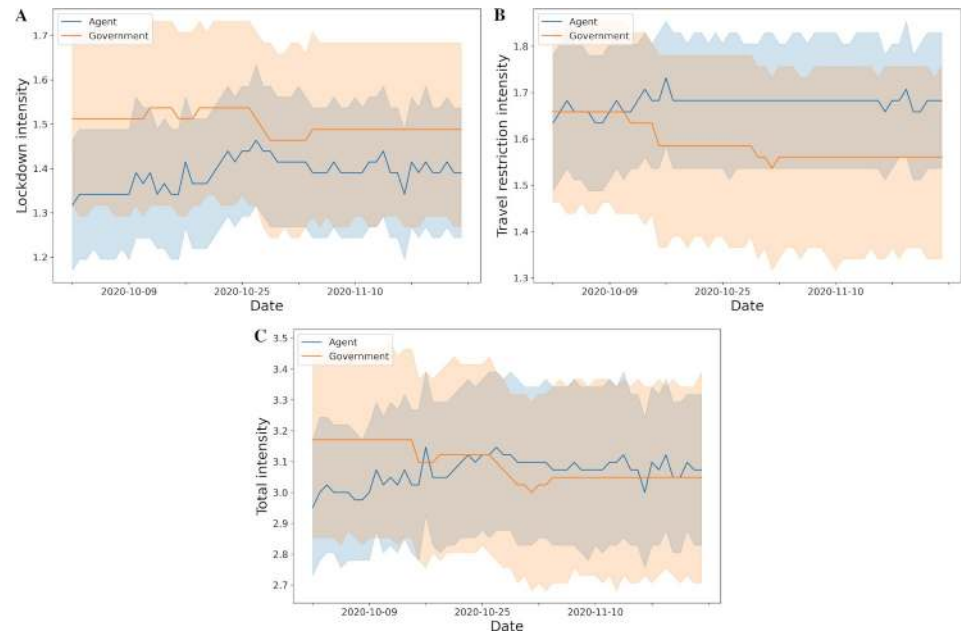 A
Agent
Government
1.7
1.6
1.5
1.4
1.3
1.2
Lockdown intensity
2020-10-09 2020-10-25 2020-11-10
Date
B
Agent
Government
1.8
1.7
1.6
1.5
1.4
1.3
Travel restriction intensity
2020-10-09 2020-10-25 2020-11-10
Date
C
Agent
Government
3.5
3.4
3.3
3.2
3.1
3.0
2.9
2.8
2.7
Total intensity
2020-10-09 2020-10-25 2020-11-10
Date